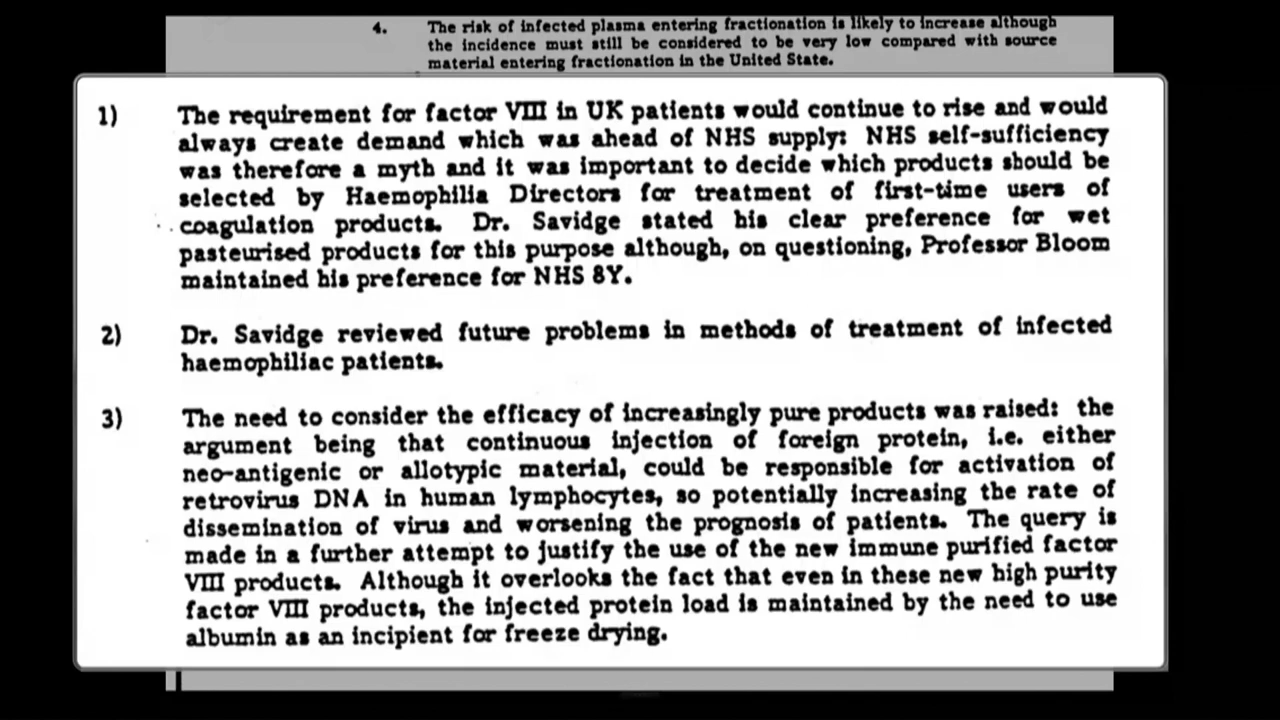 4. The risk of infected plasma entering fractionation is likely to increase although
the incidence must still be considered to be very low compared with source
material entering fractionation in the United State.
1) The requirement for factor VIII in UK patients would continue to rise and would
always create demand which was ahead of NHS supply: NHS self-sufficiency
was therefore a myth and it was important to decide which products should be
selected by Haemophilia Directors for treatment of first-time users of
coagulation products. Dr. Savidge stated his clear preference for wet
pasteurised products for this purpose although, on questioning, Professor Bloom
maintained his preference for NHS 8Y.
2) Dr. Savidge reviewed future problems in methods of treatment of infected
haemophiliac patients.
3) The need to consider the efficacy of increasingly pure products was raised: the
argument being that continuous injection of foreign protein, i.e. either
neo-antigenic or allotypic material, could be responsible for activation of
retrovirus DNA in human lymphocytes, so potentially increasing the rate of
dissemination of virus and worsening the prognosis of patients. The query is
made in a further attempt to justify the use of the new immune purified factor
VIII products. Although it overlooks the fact that even in these new high purity
factor VIII products, the injected protein load is maintained by the need to use
albumin as an incipient for freeze drying.